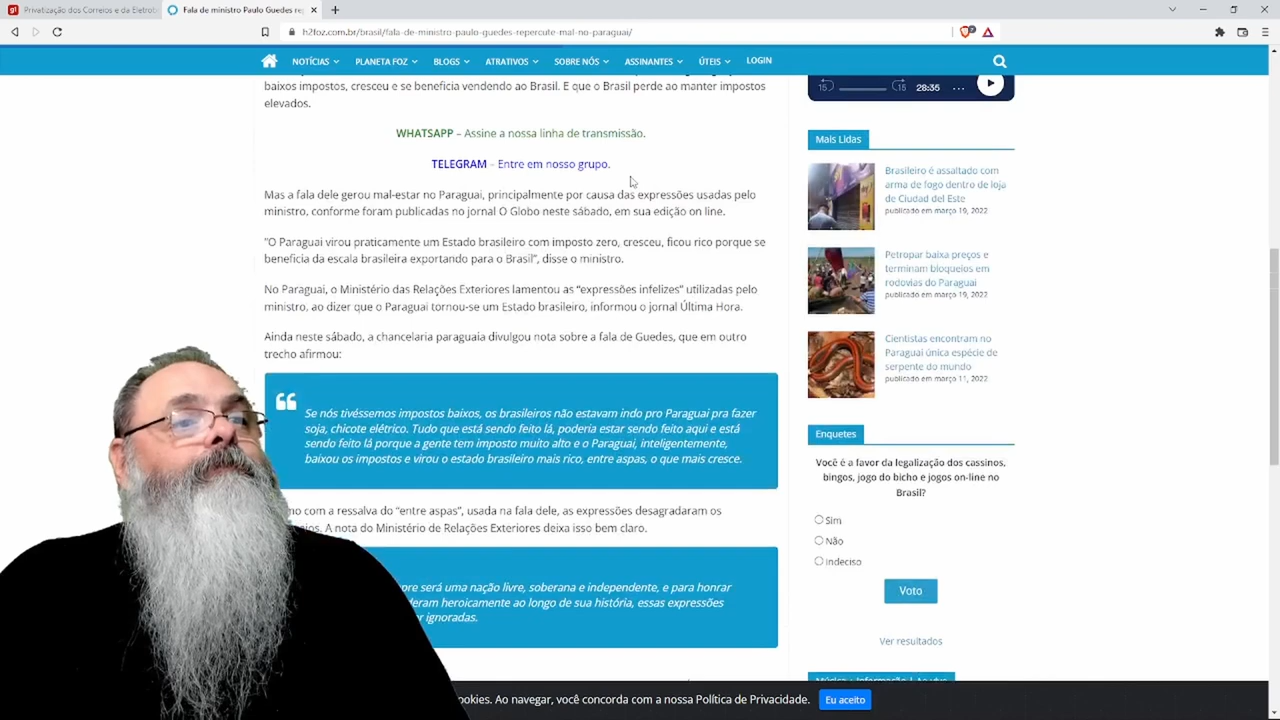 g1 Privatização dos Correios e da Eletrob
Fala de ministro Paulo Guedes re
h2foz.com.br/brasil/fala-de-ministro-paulo-guedes-repercute-mal-no-paraguai/
NOTÍCIAS PLANETA FOZ BLOGS ATRATIVOS SOBRE NÓS ASSINANTES ÚTEIS LOGIN
baixos impostos, cresceu e se beneficia vendendo ao Brasil. E que o Brasil perde ao manter impostos
elevados.
WHATSAPP – Assine a nossa linha de transmissão.
TELEGRAM – Entre em nosso grupo.
Mas a fala dele gerou mal-estar no Paraguai, principalmente por causa das expressões usadas pelo
ministro, conforme foram publicadas no jornal O Globo neste sábado, em sua edição on line.
"O Paraguai virou praticamente um Estado brasileiro com imposto zero, cresceu, ficou rico porque se
beneficia da escala brasileira exportando para o Brasil", disse o ministro.
No Paraguai, o Ministério das Relações Exteriores lamentou as "expressões infelizes" utilizadas pelo
ministro, ao dizer que o Paraguai tornou-se um Estado brasileiro, informou o jornal Última Hora.
Ainda neste sábado, a chancelaria paraguaia divulgou nota sobre a fala de Guedes, que em outro
trecho afirmou:
Se nós tivéssemos impostos baixos, os brasileiros não estavam indo pro Paraguai pra fazer
soja, chicote elétrico. Tudo que está sendo feito lá, poderia estar sendo feito aqui e está
sendo feito lá porque a gente tem imposto muito alto e o Paraguai, inteligentemente,
baixou os impostos e virou o estado brasileiro mais rico, entre aspas, o que mais cresce.
mo com a ressalva do "entre aspas", usada na fala dele, as expressões desagradaram os
ios. A nota do Ministério de Relações Exteriores deixa isso bem claro.
pre será uma nação livre, soberana e independente, e para honrar
deram heroicamente ao longo de sua história, essas expressões
r ignoradas.
15 15 28:35 ...
Mais Lidas
Brasileiro é assaltado com
arma de fogo dentro de loja
de Ciudad del Este
publicado em março 19, 2022
Petropar baixa preços e
terminam bloqueios em
rodovias do Paraguai
publicado em março 19, 2022
Cientistas encontram no
Paraguai única espécie de
serpente do mundo
publicado em março 11, 2022
Enquetes
Você é a favor da legalização dos cassinos,
bingos, jogo do bicho e jogos on-line no
Brasil?
Sim
Não
Indeciso
Voto
Ver resultados
Música + Informação | Ao vivo
ookies. Ao navegar, você concorda com a nossa Política de Privacidade. Eu aceito